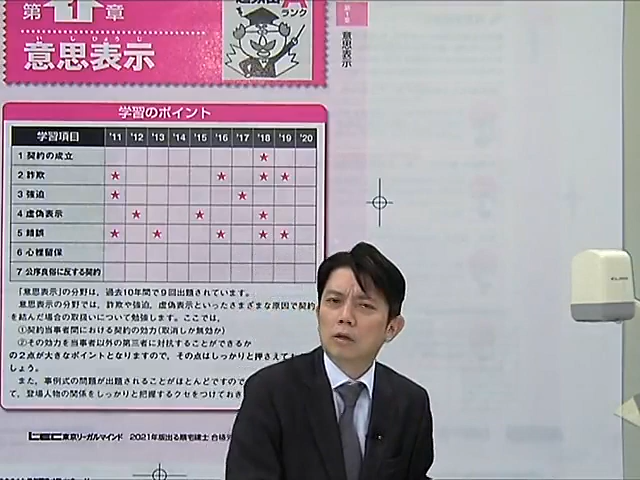 第1章
いしひょうじ
意思表示
ランク
第1章
意思表示
学習のポイント
学習項目 '11 '12 '13 '14 '15 '16 '17 '18 '19 '20
1 契約の成立 ★
2 詐欺 ★ ★ ★ ★
3 強迫 ★ ★
4 虚偽表示 ★ ★ ★
5 錯誤 ★ ★ ★ ★ ★
6 心裡留保
7 公序良俗に反する契約
「意思表示」の分野は、過去10年間で9回出題されています。
意思表示の分野では、詐欺や強迫、虚偽表示といったさまざまな原因で契約
を結んだ場合の取扱いについて勉強します。ここでは、
①契約当事者間における契約の効力(取消しか無効か)
②その効力を当事者以外の第三者に対抗することができるか
の2点が大きなポイントとなりますので、その点はしっかりと押さえてお
しょう。
また、事例式の問題が出題されることがほとんどですので
て、登場人物の関係をしっかりと把握するクセをつけておき
LEC東京リーガルマインド 2021年版出る順宅建士 合格